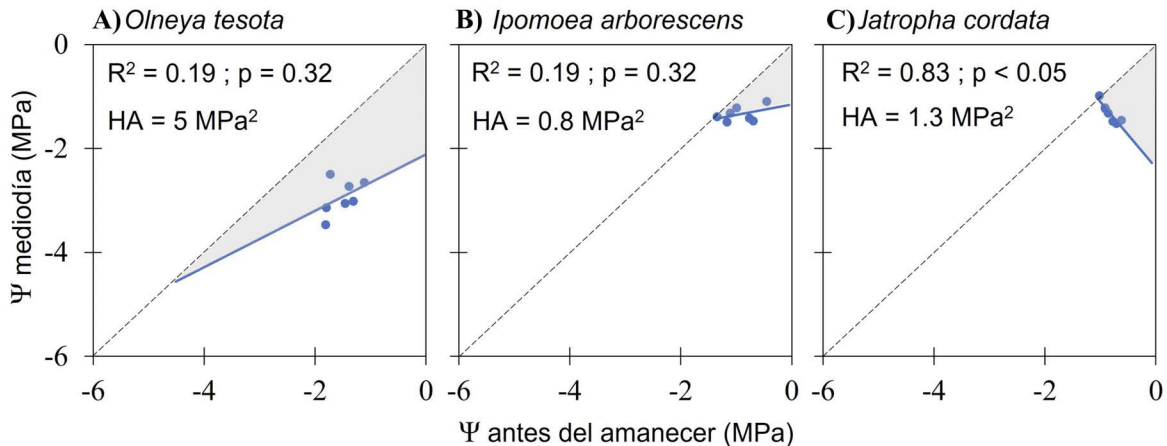 A) Olneya tesota
R² = 0.19 ; p = 0.32
HA = 5 MPa²
B) Ipomoea arborescens
R² = 0.19 ; p = 0.32
HA = 0.8 MPa²
C) Jatropha cordata
R² = 0.83 ; p < 0.05
HA = 1.3 MPa²
Ψ mediodía (MPa)
0
-2
-4
-6
-6 -4 -2 0
-6 -4 -2 0
-6 -4 -2 0
Ψ antes del amanecer (MPa)